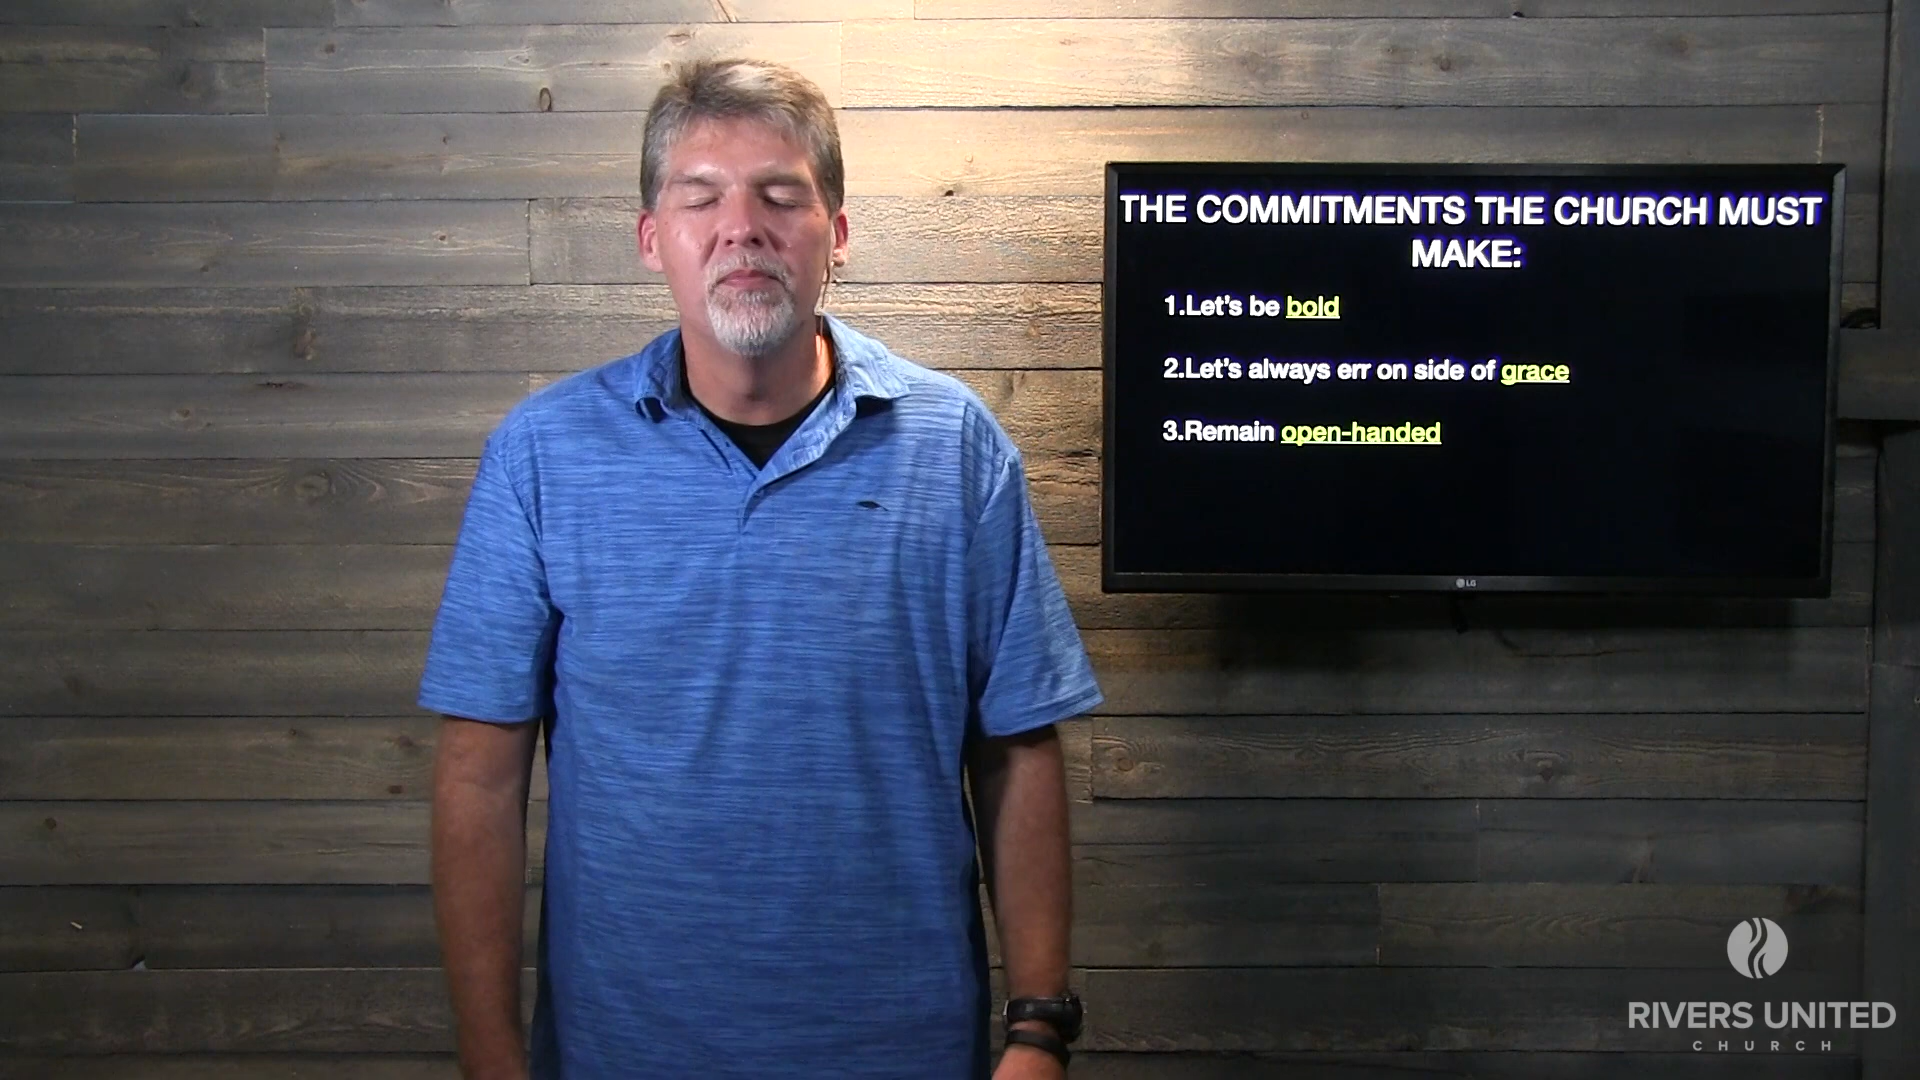 THE COMMITMENTS THE CHURCH MUST
MAKE:
1.Let's be bold
2.Let's always err on side of grace
3.Remain open-handed
LG
RIVERS UNITED
CHURCH